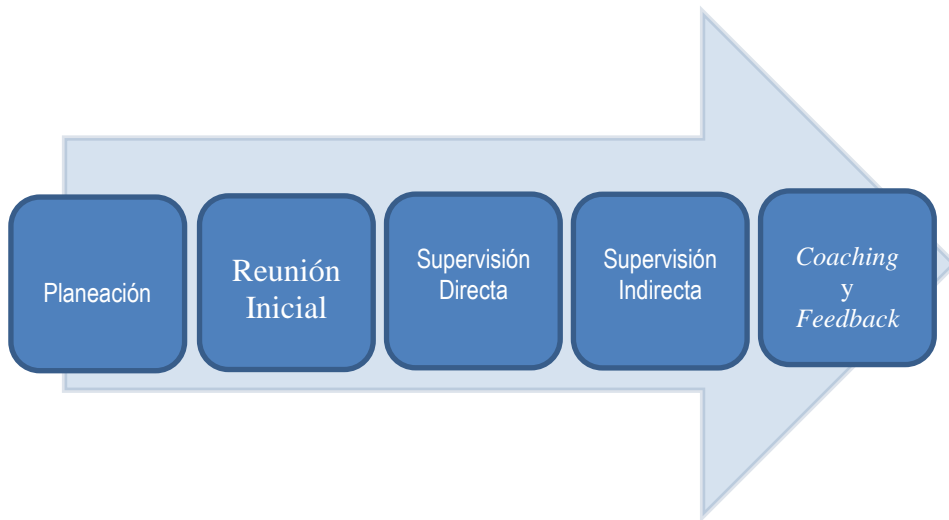 Planeación
Reunión
Inicial
Supervisión
Directa
Supervisión
Indirecta
Coaching
y
Feedback